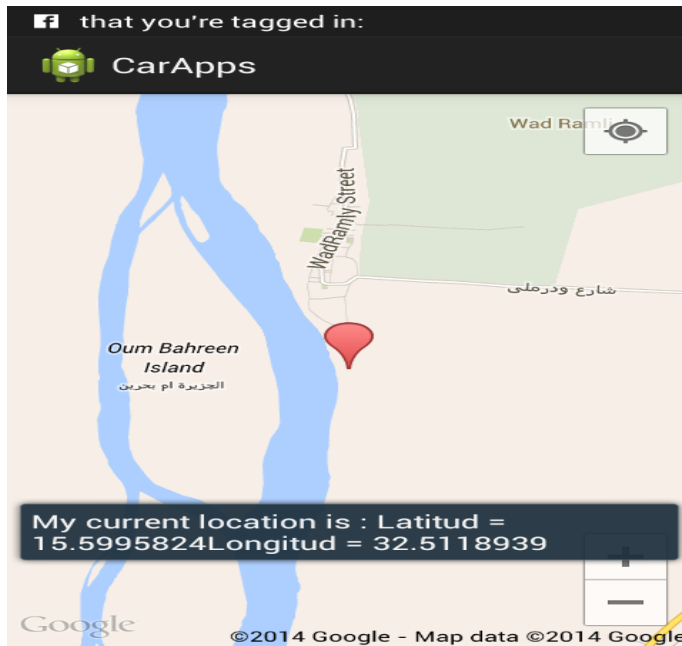 that you're tagged in:
CarApps
Wad Ramli
WadRamly Street
شارع ودرملى
Oum Bahreen
Island
الجزيرة ام بحرين
My current location is : Latitud =
15.5995824Longitud = 32.5118939
Google
©2014 Google - Map data ©2014 Google